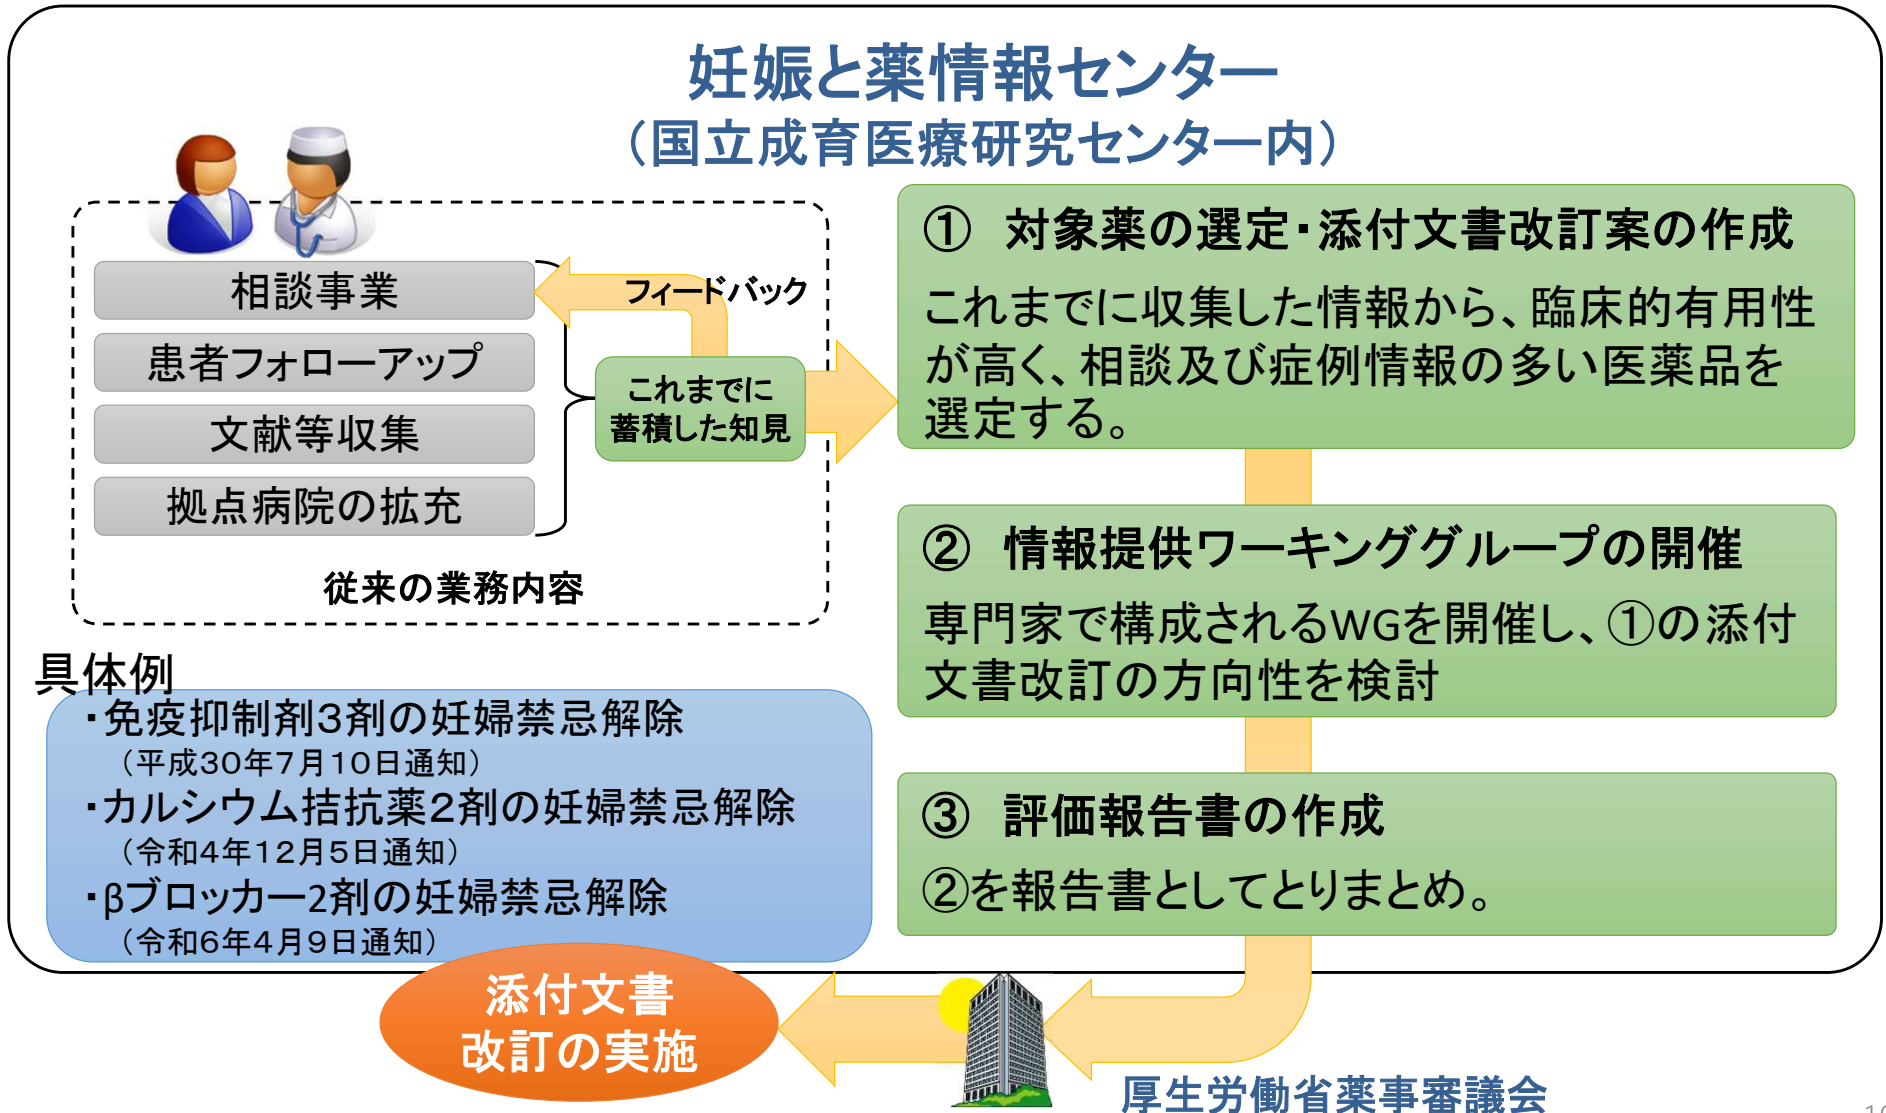 妊娠と薬情報センター
（国立成育医療研究センター内）
相談事業
患者フォローアップ
文献等収集
拠点病院の拡充
フィードバック
これまでに
蓄積した知見
従来の業務内容
① 対象薬の選定・添付文書改訂案の作成
これまでに収集した情報から、臨床的有用性
が高く、相談及び症例情報の多い医薬品を
選定する。
② 情報提供ワーキンググループの開催
専門家で構成されるWGを開催し、①の添付
文書改訂の方向性を検討
③ 評価報告書の作成
②を報告書としてとりまとめ。
具体例
・免疫抑制剤3剤の妊婦禁忌解除
（平成30年7月10日通知）
・カルシウム拮抗薬2剤の妊婦禁忌解除
（令和4年12月5日通知）
・βブロッカー2剤の妊婦禁忌解除
（令和6年4月9日通知）
添付文書
改訂の実施
厚生労働省薬事審議会